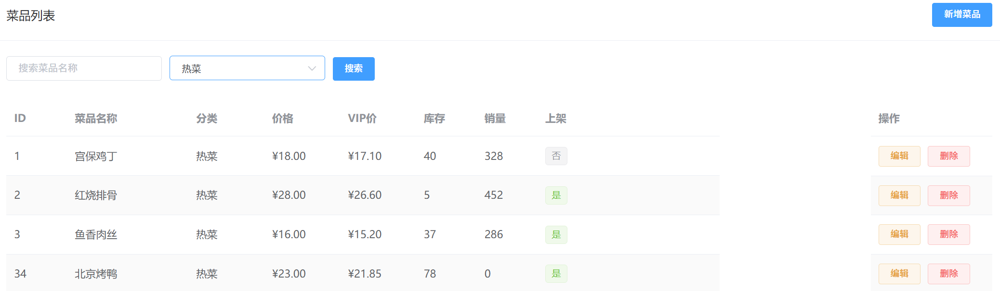 菜品列表 新增菜品
搜索菜品名称 热菜 搜索
ID 菜品名称 分类 价格 VIP价 库存 销量 上架 操作
1 宫保鸡丁 热菜 ¥18.00 ¥17.10 40 328 否 编辑 删除
2 红烧排骨 热菜 ¥28.00 ¥26.60 5 452 是 编辑 删除
3 鱼香肉丝 热菜 ¥16.00 ¥15.20 37 286 是 编辑 删除
34 北京烤鸭 热菜 ¥23.00 ¥21.85 78 0 是 编辑 删除